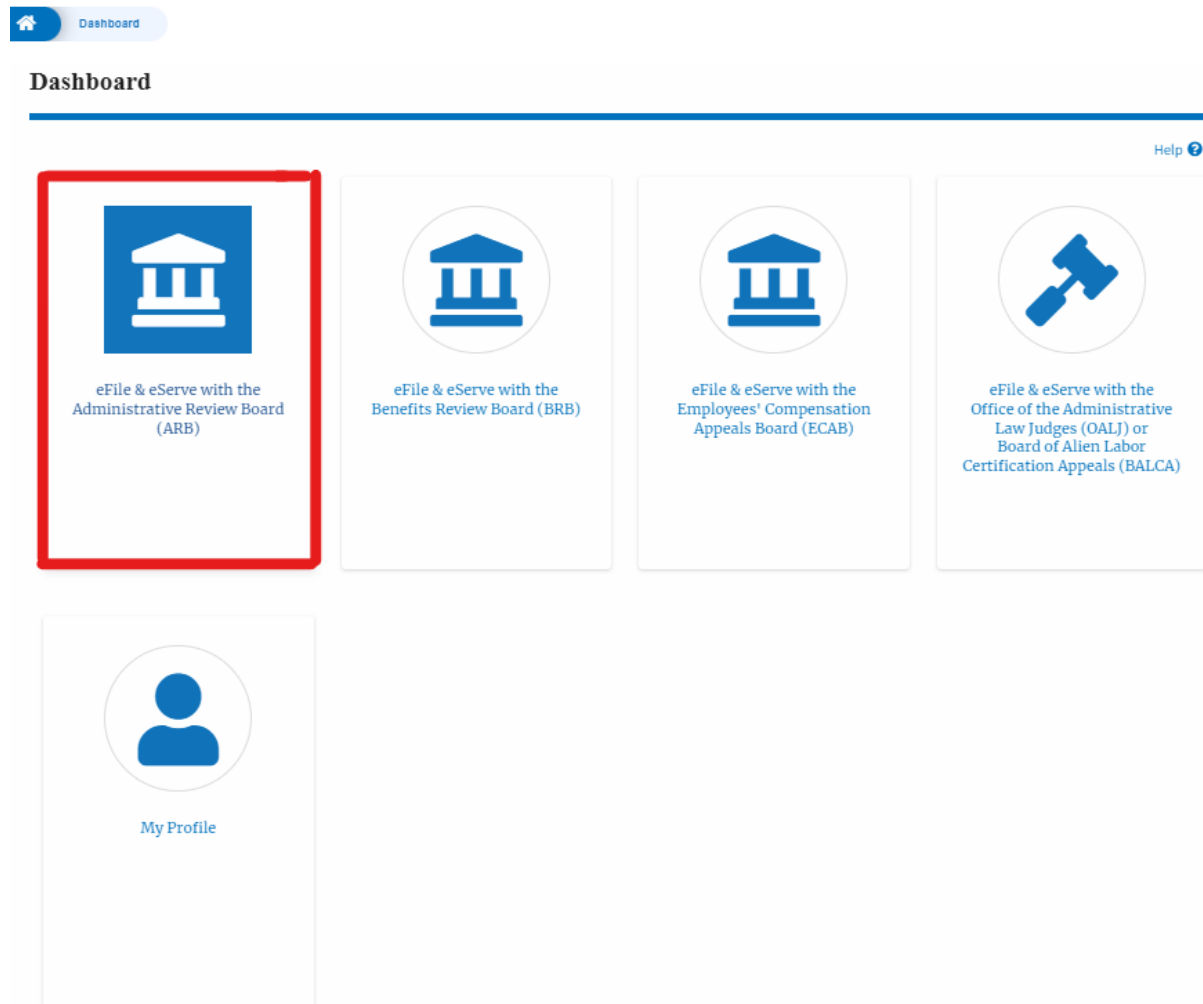 Dashboard
Dashboard
Help
eFile & eServe with the
Administrative Review Board
(ARB)
eFile & eServe with the
Benefits Review Board (BRB)
eFile & eServe with the
Employees' Compensation
Appeals Board (ECAB)
eFile & eServe with the
Office of the Administrative
Law Judges (OALJ) or
Board of Alien Labor
Certification Appeals (BALCA)
My Profile